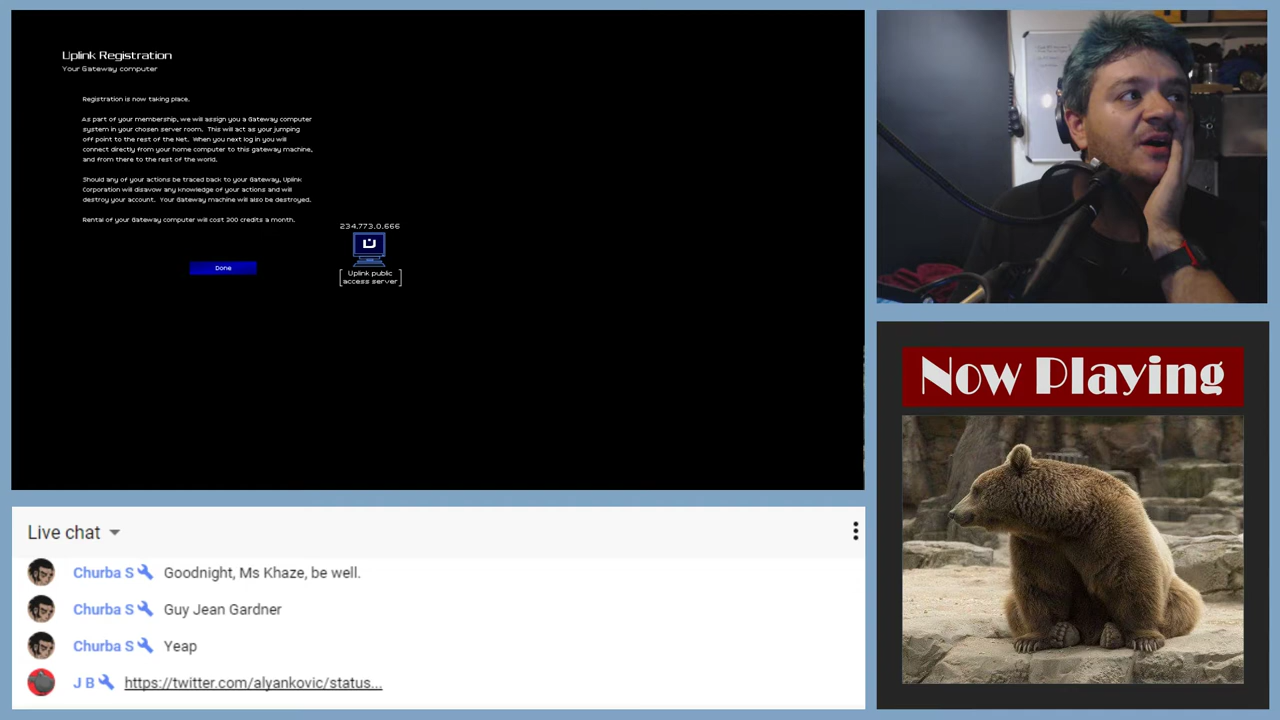 Uplink Registration
Your Gateway computer
Registration is now taking place.
As part of your membership, we will assign you a Gateway computer
system in your chosen server room. This will act as your jumping
off point to the rest of the Net. When you next log in you will
connect directly from your home computer to this gateway machine,
and from there to the rest of the world.
Should any of your actions be traced back to your Gateway, Uplink
Corporation will disavow any knowledge of your actions and will
destroy your account. Your Gateway machine will also be destroyed.
Rental of your Gateway computer will cost 300 credits a month.
Done
234.773.0.666
Uplink public
access server
Now Playing
Live chat
Churba S Goodnight, Ms Khaze, be well.
Churba S Guy Jean Gardner
Churba S Yeap
J B https://twitter.com/alyankovic/status...